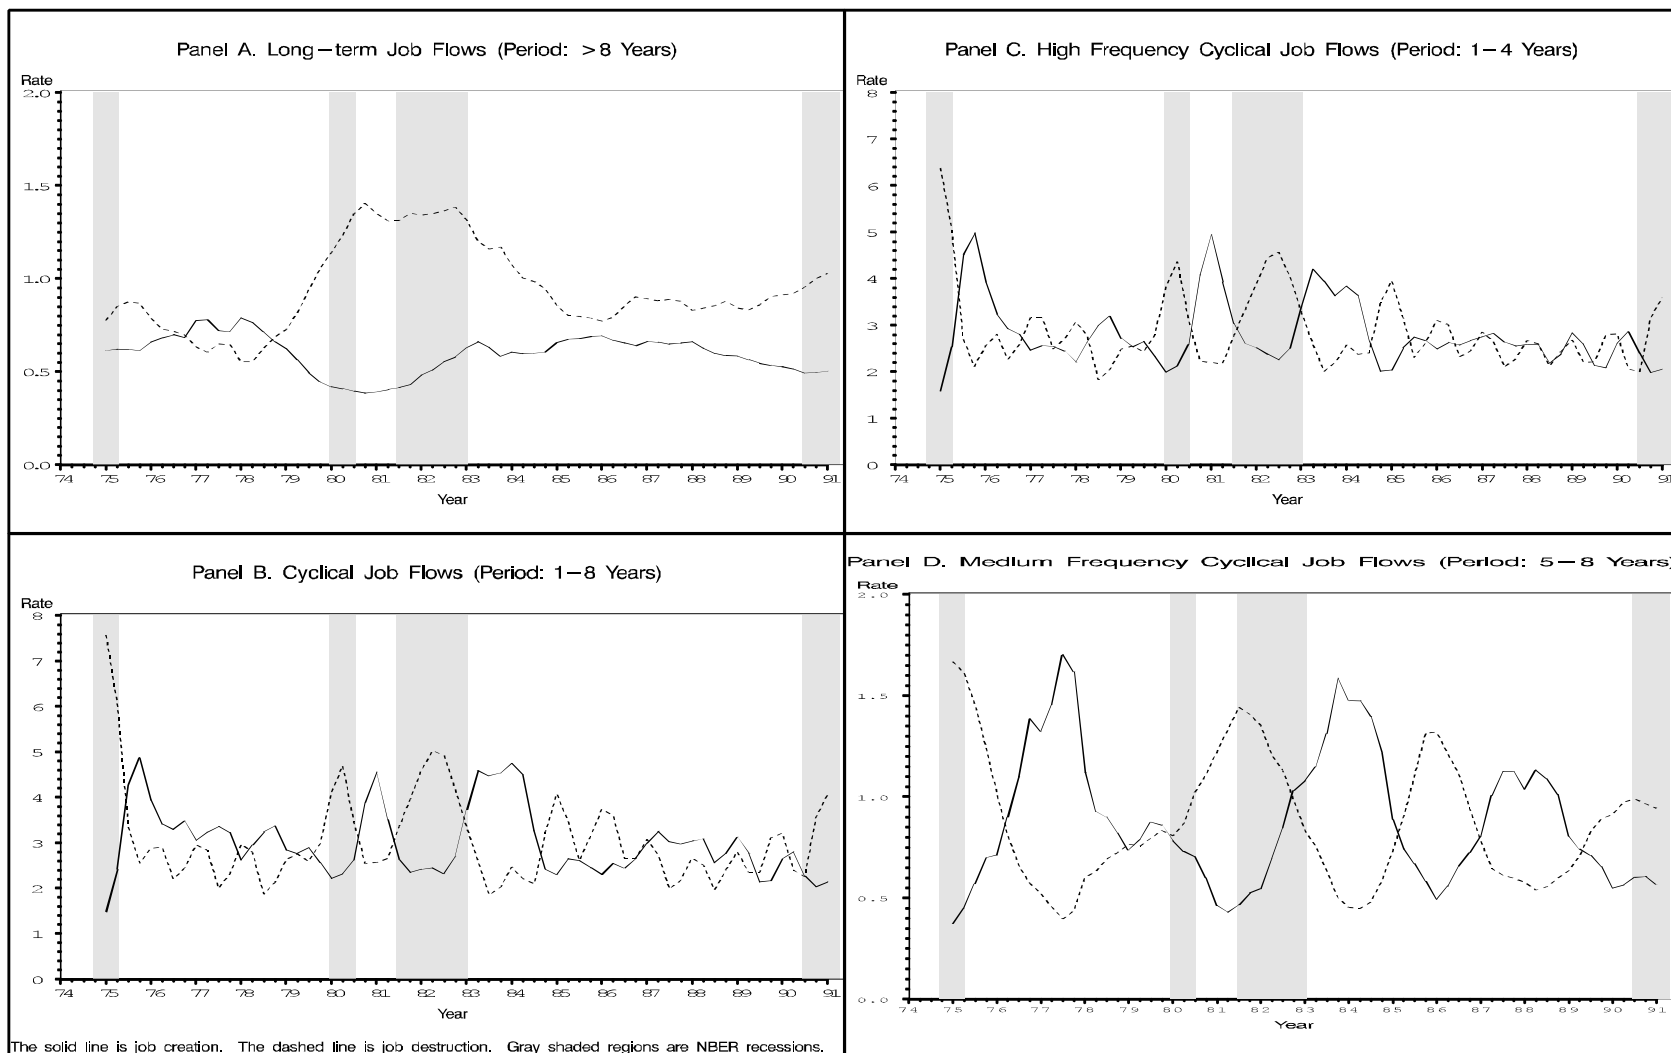 Panel A. Long-term Job Flows (Period: >8 Years)
Rate
2.0
1.5
1.0
0.5
0.0
74 75 76 77 78 79 80 81 82 83 84 85 86 87 88 89 90 91
Year
Panel C. High Frequency Cyclical Job Flows (Period: 1-4 Years)
Rate
8
7
6
5
4
3
2
1
0
74 75 76 77 78 79 80 81 82 83 84 85 86 87 88 89 90 91
Year
Panel B. Cyclical Job Flows (Period: 1-8 Years)
Rate
8
7
6
5
4
3
2
1
0
74 75 76 77 78 79 80 81 82 83 84 85 86 87 88 89 90 91
Year
The solid line is job creation. The dashed line is job destruction. Gray shaded regions are NBER recessions.
Panel D. Medium Frequency Cyclical Job Flows (Period: 5-8 Years)
Rate
2.0
1.5
1.0
0.5
0.0
74 75 76 77 78 79 80 81 82 83 84 85 86 87 88 89 90 91
Year